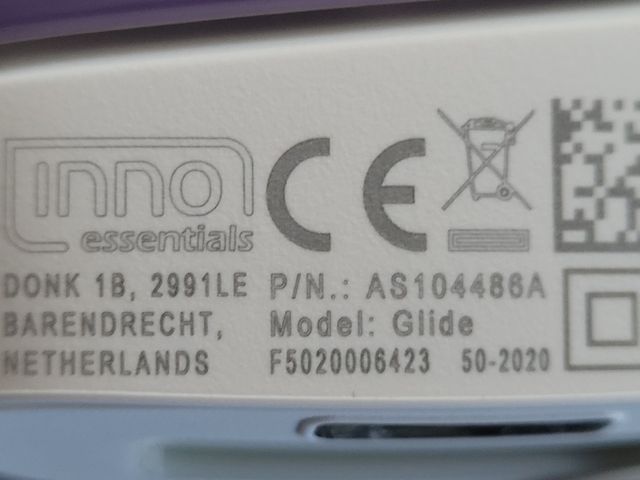 inno
essentials
CE
DONK 1B, 2991LE
BARENDRECHT,
NETHERLANDS
P/N.: AS104486A
Model: Glide
F5020006423 50-2020